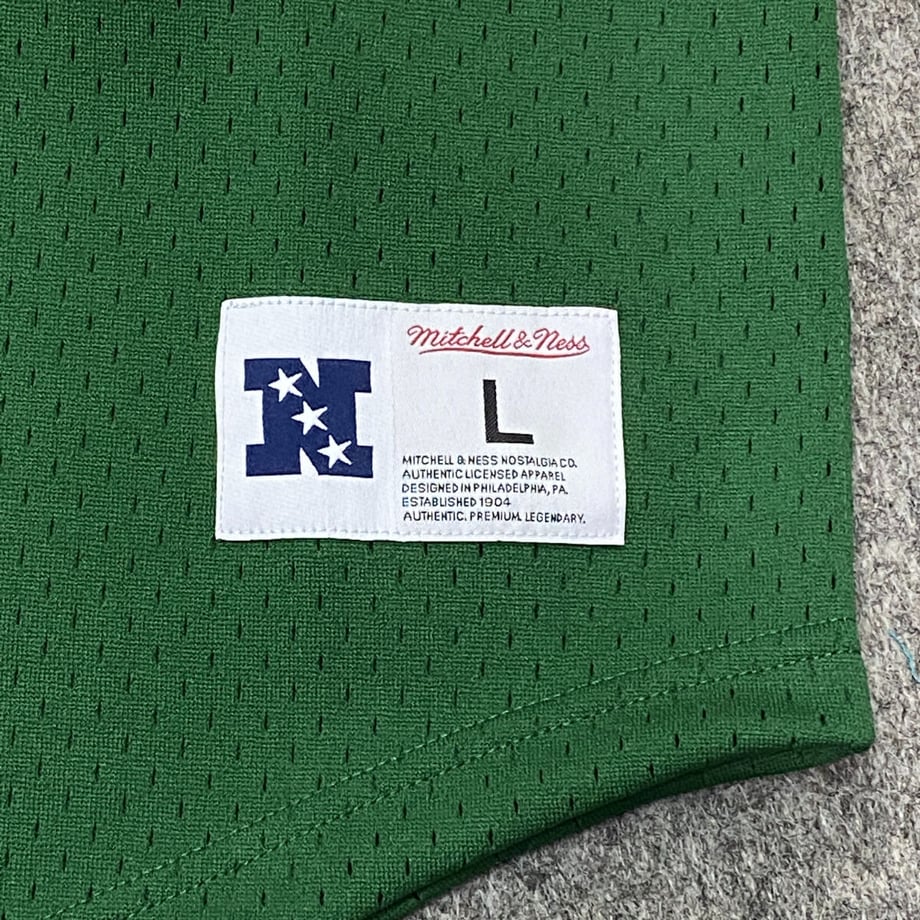 N
Mitchell & Ness
L
MITCHELL & NESS NOSTALGIA CO.
AUTHENTIC LICENSED APPAREL
DESIGNED IN PHILADELPHIA, PA.
ESTABLISHED 1904
AUTHENTIC. PREMIUM. LEGENDARY.